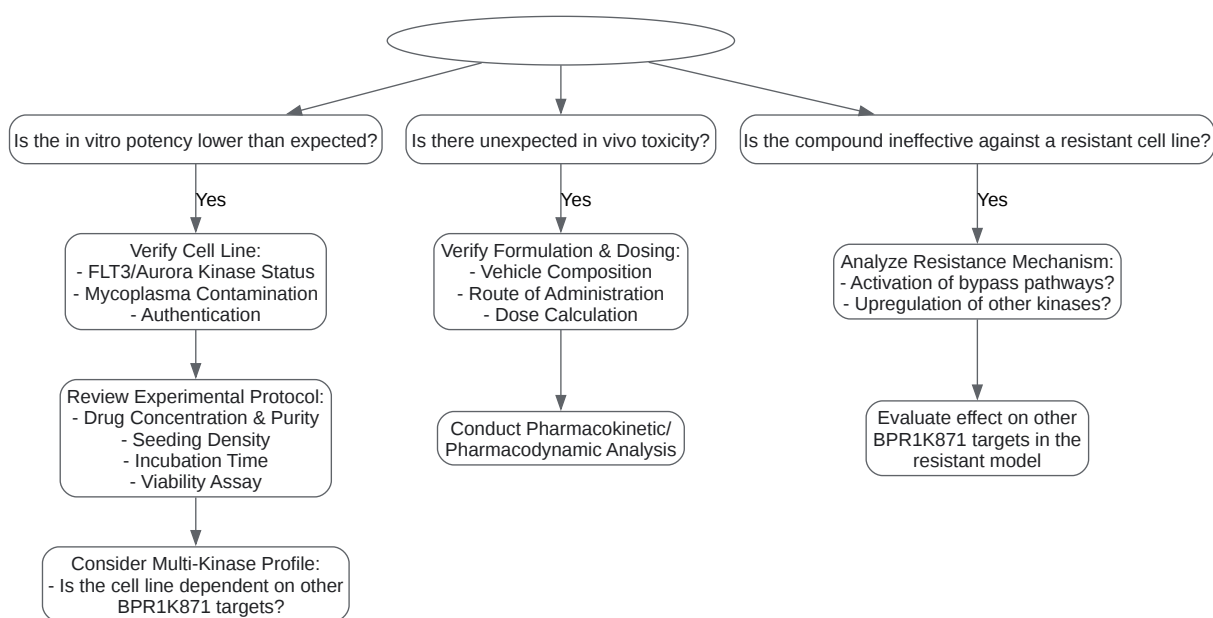 Is the in vitro potency lower than expected?
Is there unexpected in vivo toxicity?
Is the compound ineffective against a resistant cell line?
Yes
Yes
Yes
Verify Cell Line:
- FLT3/Aurora Kinase Status
- Mycoplasma Contamination
- Authentication
Verify Formulation & Dosing:
- Vehicle Composition
- Route of Administration
- Dose Calculation
Analyze Resistance Mechanism:
- Activation of bypass pathways?
- Upregulation of other kinases?
Review Experimental Protocol:
- Drug Concentration & Purity
- Seeding Density
- Incubation Time
- Viability Assay
Conduct Pharmacokinetic/
Pharmacodynamic Analysis
Evaluate effect on other
BPR1K871 targets in the
resistant model
Consider Multi-Kinase Profile:
- Is the cell line dependent on other
BPR1K871 targets?